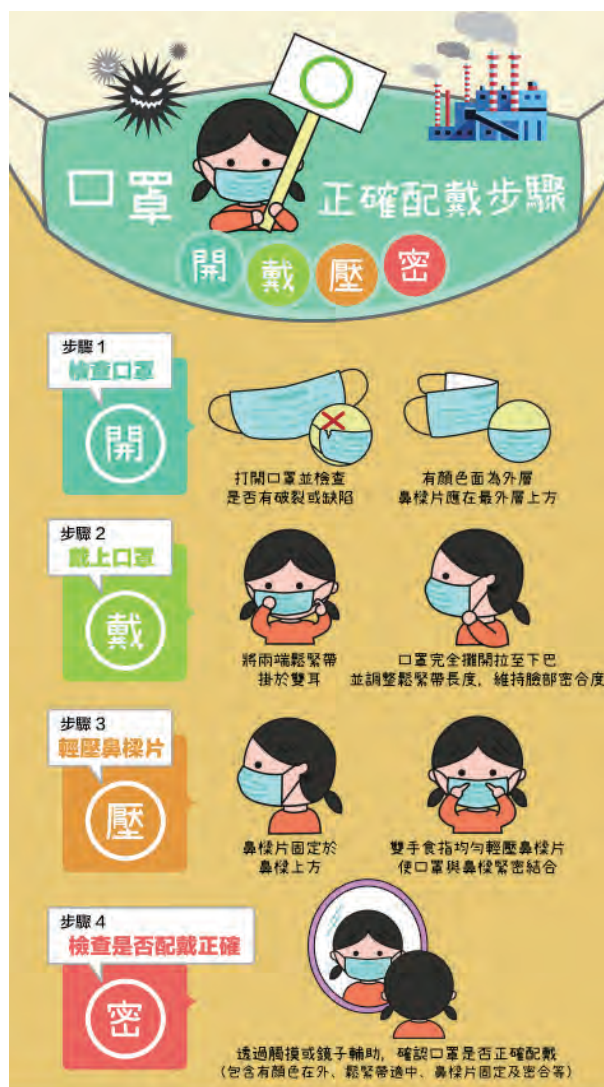 口罩 正確配戴步驟
開 戴 壓 密
步驟 1
檢查口罩
開
打開口罩並檢查
是否有破裂或缺陷
有顏色面為外層
鼻樑片應在最外層上方
步驟 2
戴上口罩
戴
將兩端鬆緊帶
掛於雙耳
口罩完全攤開拉至下巴
並調整鬆緊帶長度，維持臉部密合度
步驟 3
輕壓鼻樑片
壓
鼻樑片固定於
鼻樑上方
雙手食指均勻輕壓鼻樑片
使口罩與鼻樑緊密結合
步驟 4
檢查是否配戴正確
密
透過觸摸或鏡子輔助，確認口罩是否正確配戴
（包含有顏色在外、鬆緊帶適中、鼻樑片固定及密合等）